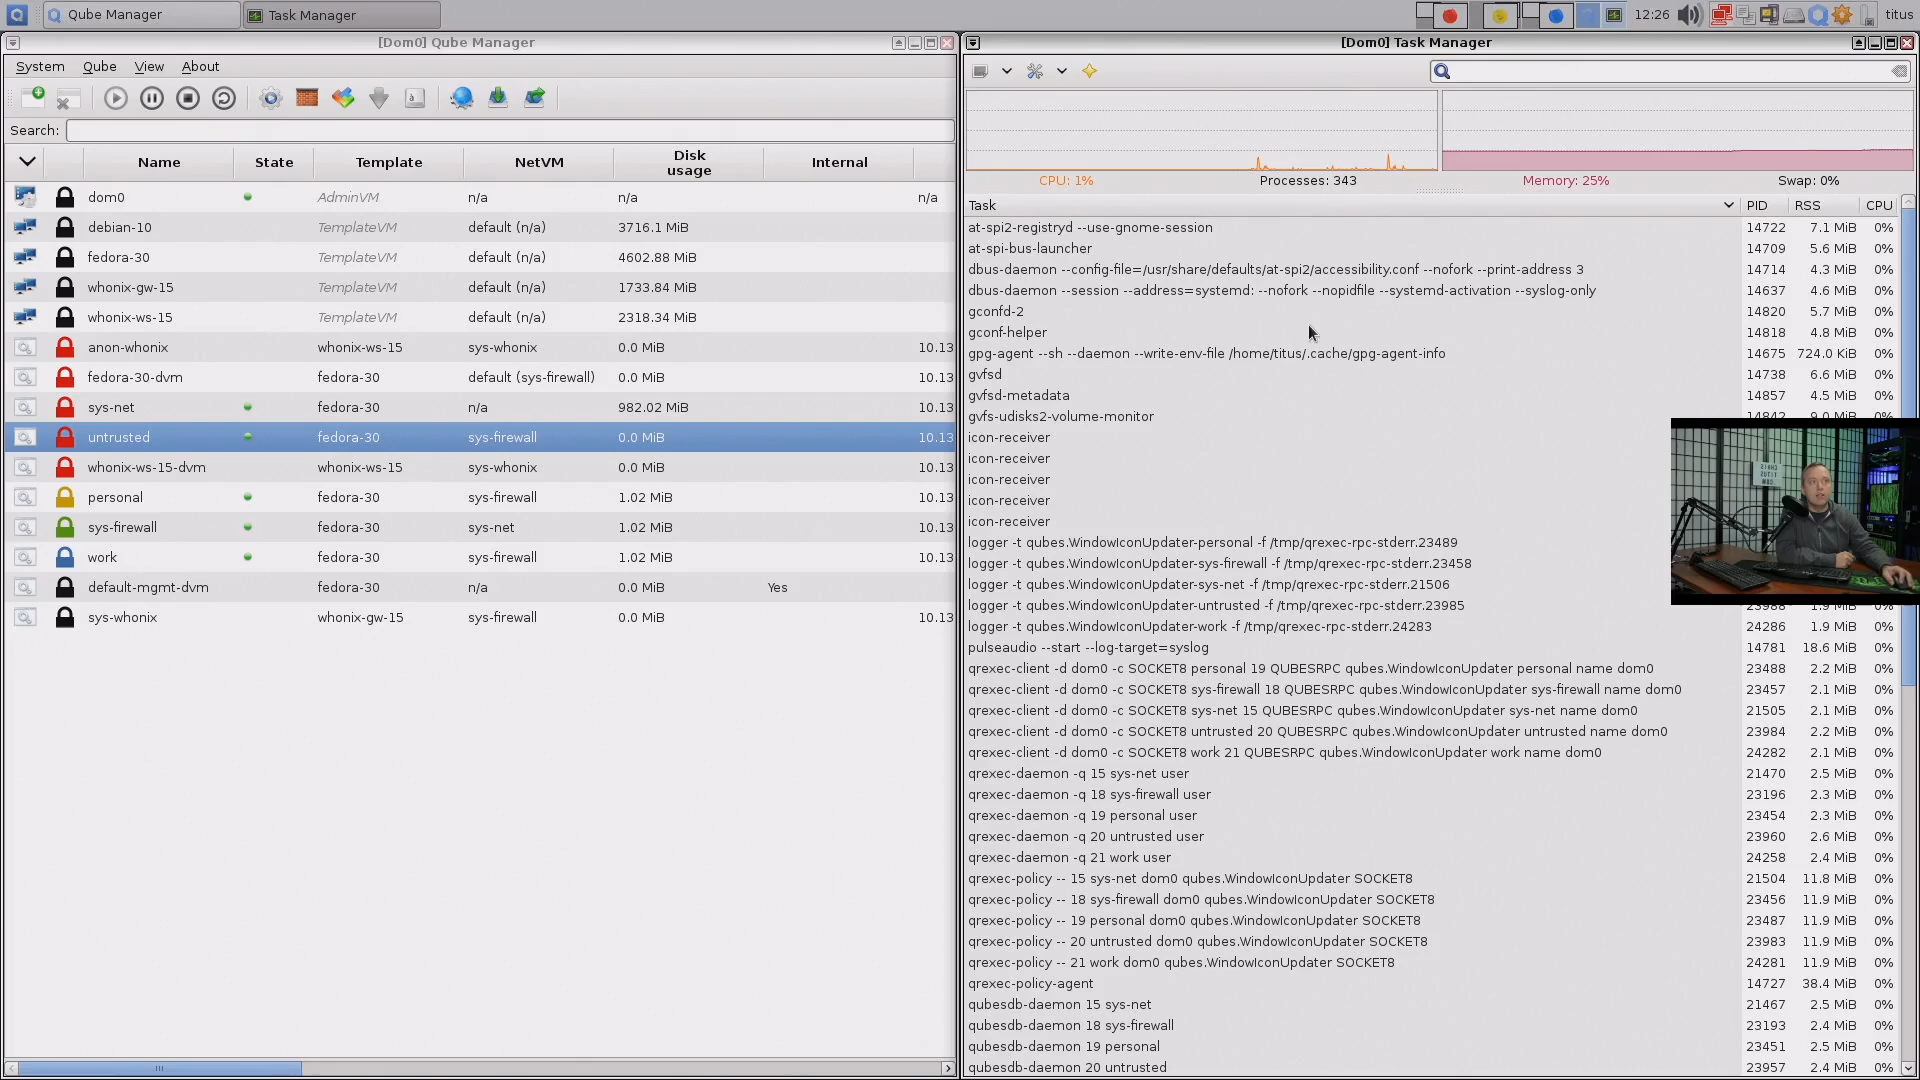 Qube Manager
Task Manager
12:26
titus
[Dom0] Qube Manager
System Qube View About
Search:
Name State Template NetVM Disk usage Internal
dom0 AdminVM n/a n/a n/a
debian-10 TemplateVM default (n/a) 3716.1 MiB
fedora-30 TemplateVM default (n/a) 4602.88 MiB
whonix-gw-15 TemplateVM default (n/a) 1733.84 MiB
whonix-ws-15 TemplateVM default (n/a) 2318.34 MiB
anon-whonix whonix-ws-15 sys-whonix 0.0 MiB 10.13
fedora-30-dvm fedora-30 default (sys-firewall) 0.0 MiB 10.13
sys-net fedora-30 n/a 982.02 MiB 10.13
untrusted fedora-30 sys-firewall 0.0 MiB 10.13
whonix-ws-15-dvm whonix-ws-15 sys-whonix 0.0 MiB 10.13
personal fedora-30 sys-firewall 1.02 MiB 10.13
sys-firewall fedora-30 sys-net 1.02 MiB 10.13
work fedora-30 sys-firewall 1.02 MiB 10.13
default-mgmt-dvm fedora-30 n/a 0.0 MiB Yes 10.13
sys-whonix whonix-gw-15 sys-firewall 0.0 MiB 10.13
[Dom0] Task Manager
CPU: 1% Processes: 343 Memory: 25% Swap: 0%
Task PID RSS CPU
at-spi2-registryd --use-gnome-session 14722 7.1 MiB 0%
at-spi-bus-launcher 14709 5.6 MiB 0%
dbus-daemon --config-file=/usr/share/defaults/at-spi2/accessibility.conf --nofork --print-address 3 14714 4.3 MiB 0%
dbus-daemon --session --address=systemd: --nofork --nopidfile --systemd-activation --syslog-only 14637 4.6 MiB 0%
gconfd-2 14820 5.7 MiB 0%
gconf-helper 14818 4.8 MiB 0%
gpg-agent --sh --daemon --write-env-file /home/titus/.cache/gpg-agent-info 14675 724.0 KiB 0%
gvfsd 14738 6.6 MiB 0%
gvfsd-metadata 14857 4.5 MiB 0%
gvfs-udisks2-volume-monitor 14842 9.0 MiB 0%
icon-receiver
icon-receiver
icon-receiver
icon-receiver
icon-receiver
logger -t qubes.WindowIconUpdater-personal -f /tmp/qrexec-rpc-stderr.23489
logger -t qubes.WindowIconUpdater-sys-firewall -f /tmp/qrexec-rpc-stderr.23458
logger -t qubes.WindowIconUpdater-sys-net -f /tmp/qrexec-rpc-stderr.21506
logger -t qubes.WindowIconUpdater-untrusted -f /tmp/qrexec-rpc-stderr.23985 23988 1.9 MiB 0%
logger -t qubes.WindowIconUpdater-work -f /tmp/qrexec-rpc-stderr.24283 24286 1.9 MiB 0%
pulseaudio --start --log-target=syslog 14781 18.6 MiB 0%
qrexec-client -d dom0 -c SOCKET8 personal 19 QUBESRPC qubes.WindowIconUpdater personal name dom0 23488 2.2 MiB 0%
qrexec-client -d dom0 -c SOCKET8 sys-firewall 18 QUBESRPC qubes.WindowIconUpdater sys-firewall name dom0 23457 2.1 MiB 0%
qrexec-client -d dom0 -c SOCKET8 sys-net 15 QUBESRPC qubes.WindowIconUpdater sys-net name dom0 21505 2.1 MiB 0%
qrexec-client -d dom0 -c SOCKET8 untrusted 20 QUBESRPC qubes.WindowIconUpdater untrusted name dom0 23984 2.2 MiB 0%
qrexec-client -d dom0 -c SOCKET8 work 21 QUBESRPC qubes.WindowIconUpdater work name dom0 24282 2.1 MiB 0%
qrexec-daemon -q 15 sys-net user 21470 2.5 MiB 0%
qrexec-daemon -q 18 sys-firewall user 23196 2.3 MiB 0%
qrexec-daemon -q 19 personal user 23454 2.3 MiB 0%
qrexec-daemon -q 20 untrusted user 23960 2.6 MiB 0%
qrexec-daemon -q 21 work user 24258 2.4 MiB 0%
qrexec-policy -- 15 sys-net dom0 qubes.WindowIconUpdater SOCKET8 21504 11.8 MiB 0%
qrexec-policy -- 18 sys-firewall dom0 qubes.WindowIconUpdater SOCKET8 23456 11.9 MiB 0%
qrexec-policy -- 19 personal dom0 qubes.WindowIconUpdater SOCKET8 23487 11.9 MiB 0%
qrexec-policy -- 20 untrusted dom0 qubes.WindowIconUpdater SOCKET8 23983 11.9 MiB 0%
qrexec-policy -- 21 work dom0 qubes.WindowIconUpdater SOCKET8 24281 11.9 MiB 0%
qrexec-policy-agent 14727 38.4 MiB 0%
qubesdb-daemon 15 sys-net 21467 2.5 MiB 0%
qubesdb-daemon 18 sys-firewall 23193 2.4 MiB 0%
qubesdb-daemon 19 personal 23451 2.5 MiB 0%
qubesdb-daemon 20 untrusted 23957 2.4 MiB 0%